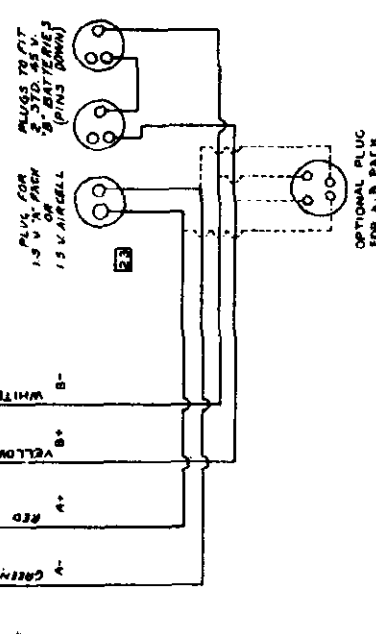 PLUGS TO FIT
2 STD. 45 V.
"B" BATTERIES
(PINS DOWN)
PLUG FOR
1.5 V "A" PACK
OR
1.5 V AIRCELL
23
OPTIONAL PLUG
FOR A-B PACK
WHITE B-
YELLOW B+
RED A+
GREEN A-